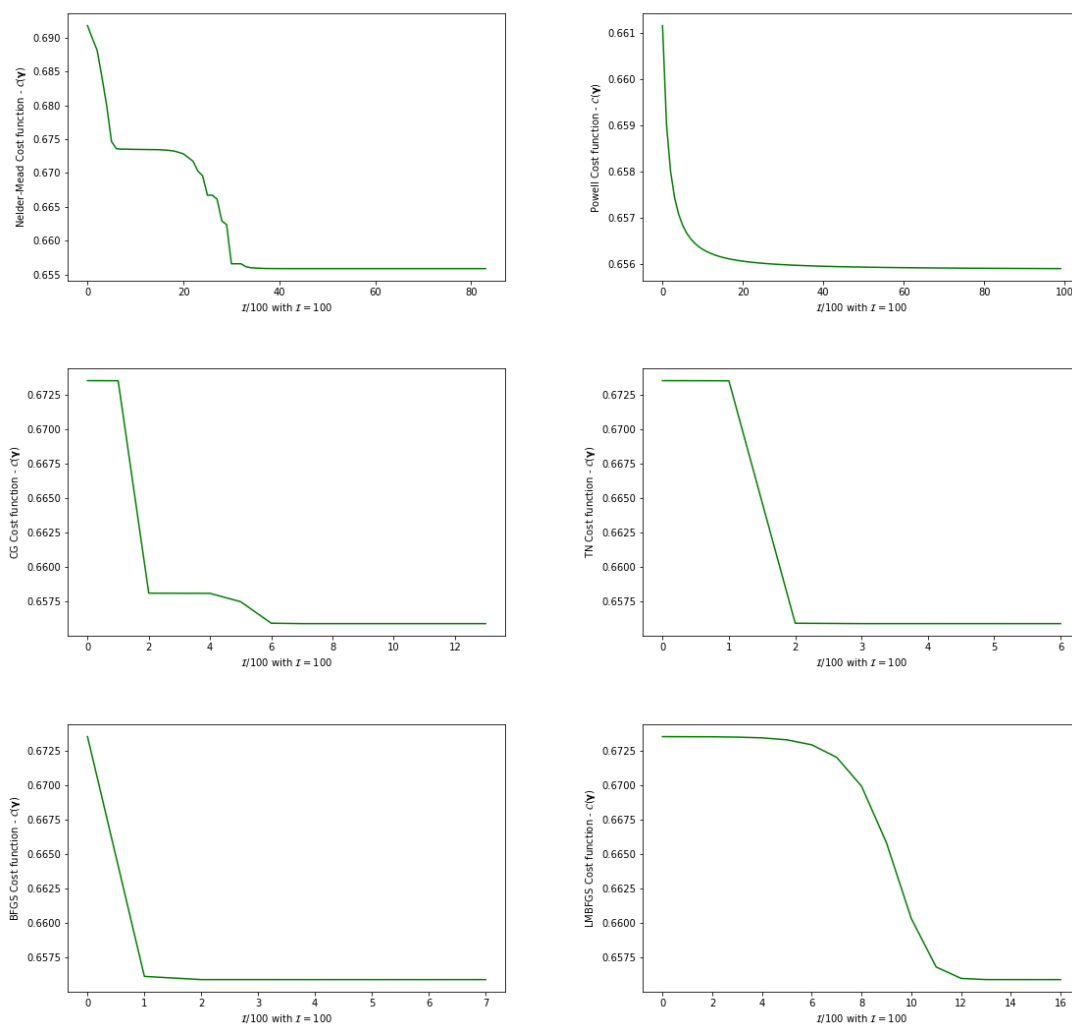 Nelder-Mead Cost function - 𝒞(𝛄)
0.690
0.685
0.680
0.675
0.670
0.665
0.660
0.655
0 20 40 60 80
ℐ/100 with ℐ = 100
Powell Cost function - 𝒞(𝛄)
0.661
0.660
0.659
0.658
0.657
0.656
0 20 40 60 80 100
ℐ/100 with ℐ = 100
CG Cost function - 𝒞(𝛄)
0.6725
0.6700
0.6675
0.6650
0.6625
0.6600
0.6575
0 2 4 6 8 10 12
ℐ/100 with ℐ = 100
TN Cost function - 𝒞(𝛄)
0.6725
0.6700
0.6675
0.6650
0.6625
0.6600
0.6575
0 1 2 3 4 5 6
ℐ/100 with ℐ = 100
BFGS Cost function - 𝒞(𝛄)
0.6725
0.6700
0.6675
0.6650
0.6625
0.6600
0.6575
0 1 2 3 4 5 6 7
ℐ/100 with ℐ = 100
LMBFGS Cost function - 𝒞(𝛄)
0.6725
0.6700
0.6675
0.6650
0.6625
0.6600
0.6575
0 2 4 6 8 10 12 14 16
ℐ/100 with ℐ = 100